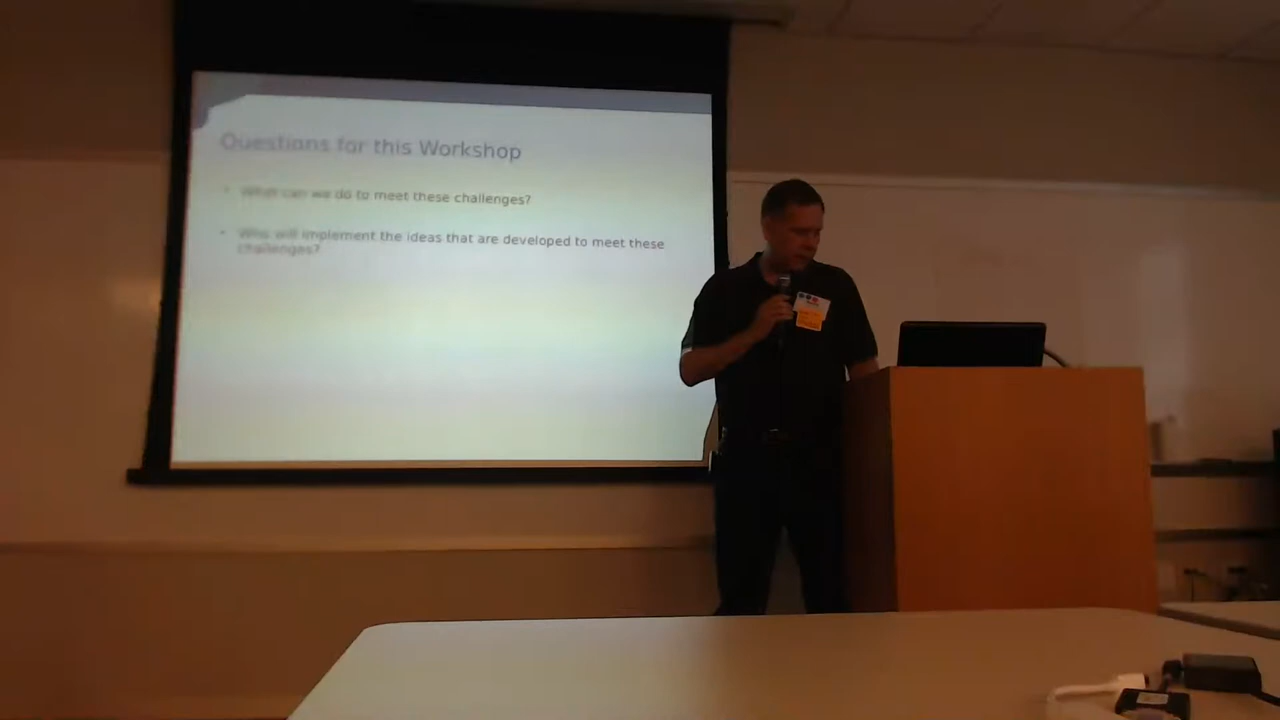 Questions for this Workshop
What can we do to meet these challenges?
Who will implement the ideas that are developed to meet these
challenges?